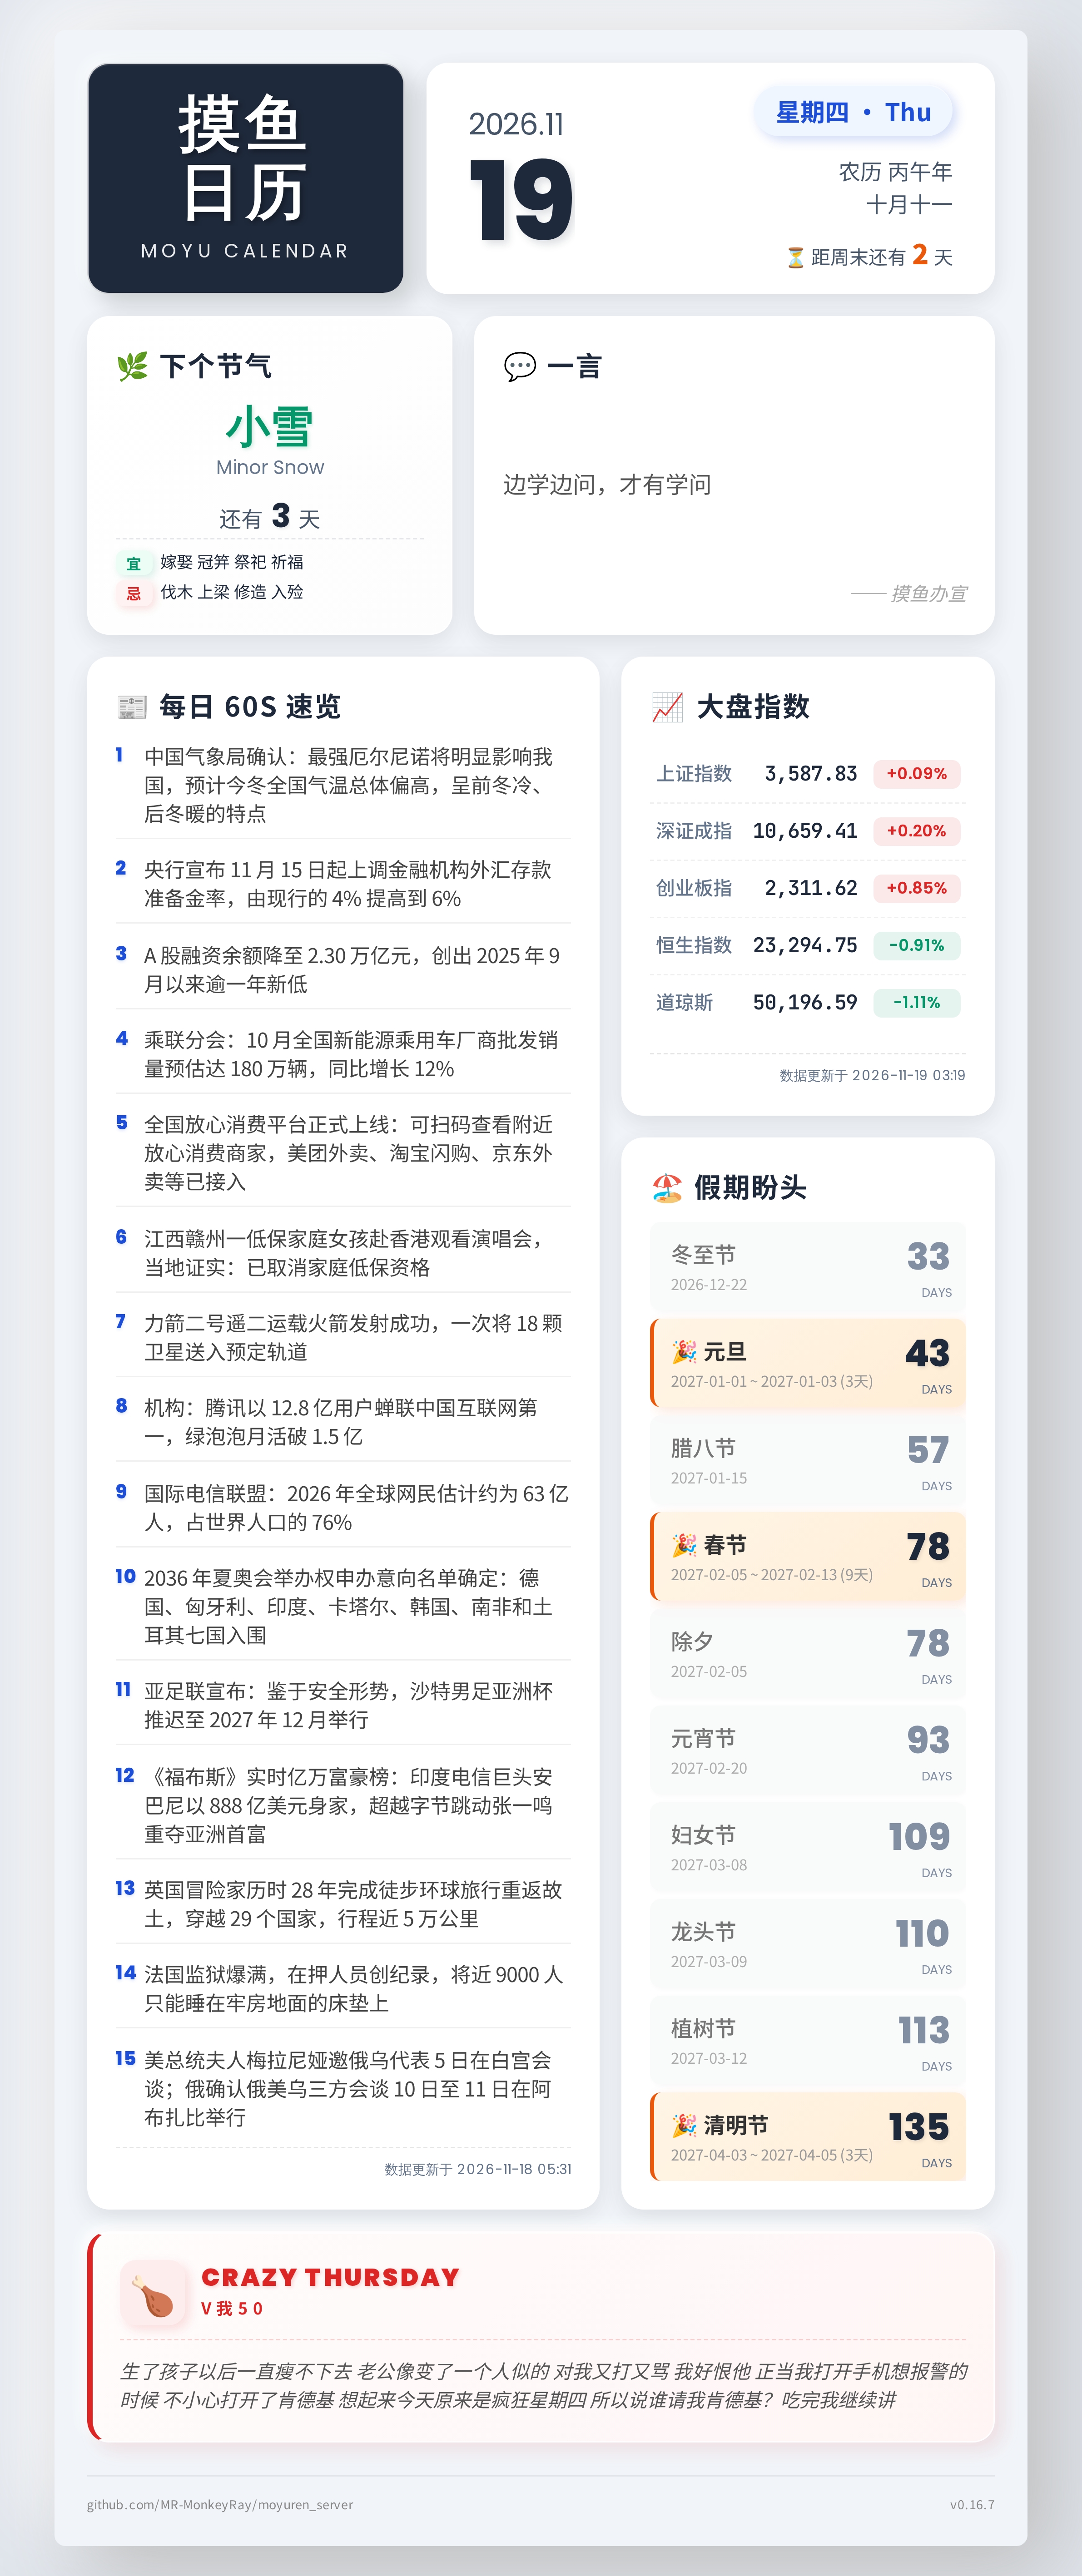 摸鱼
日历
MOYU CALENDAR
2026.11
19
星期四 • Thu
农历 丙午年
十月十一
⏳ 距周末还有 2 天
🌿 下个节气
小雪
Minor Snow
还有 3 天
宜 嫁娶 冠笄 祭祀 祈福
忌 伐木 上梁 修造 入殓
💬 一言
边学边问，才有学问
—— 摸鱼办宣
📰 每日 60S 速览
1 中国气象局确认：最强厄尔尼诺将明显影响我
国，预计今冬全国气温总体偏高，呈前冬冷、
后冬暖的特点
2 央行宣布 11 月 15 日起上调金融机构外汇存款
准备金率，由现行的 4% 提高到 6%
3 A 股融资余额降至 2.30 万亿元，创出 2025 年 9
月以来逾一年新低
4 乘联分会：10 月全国新能源乘用车厂商批发销
量预估达 180 万辆，同比增长 12%
5 全国放心消费平台正式上线：可扫码查看附近
放心消费商家，美团外卖、淘宝闪购、京东外
卖等已接入
6 江西赣州一低保家庭女孩赴香港观看演唱会，
当地证实：已取消家庭低保资格
7 力箭二号遥二运载火箭发射成功，一次将 18 颗
卫星送入预定轨道
8 机构：腾讯以 12.8 亿用户蝉联中国互联网第
一，绿泡泡月活破 1.5 亿
9 国际电信联盟：2026 年全球网民估计约为 63 亿
人，占世界人口的 76%
10 2036 年夏奥会举办权申办意向名单确定：德
国、匈牙利、印度、卡塔尔、韩国、南非和土
耳其七国入围
11 亚足联宣布：鉴于安全形势，沙特男足亚洲杯
推迟至 2027 年 12 月举行
12 《福布斯》实时亿万富豪榜：印度电信巨头安
巴尼以 888 亿美元身家，超越字节跳动张一鸣
重夺亚洲首富
13 英国冒险家历时 28 年完成徒步环球旅行重返故
土，穿越 29 个国家，行程近 5 万公里
14 法国监狱爆满，在押人员创纪录，将近 9000 人
只能睡在牢房地面的床垫上
15 美总统夫人梅拉尼娅邀俄乌代表 5 日在白宫会
谈；俄确认俄美乌三方会谈 10 日至 11 日在阿
布扎比举行
数据更新于 2026-11-18 05:31
📈 大盘指数
上证指数 3,587.83 +0.09%
深证成指 10,659.41 +0.20%
创业板指 2,311.62 +0.85%
恒生指数 23,294.75 -0.91%
道琼斯 50,196.59 -1.11%
数据更新于 2026-11-19 03:19
🏖️ 假期盼头
冬至节
2026-12-22
33
DAYS
🎉 元旦
2027-01-01 ~ 2027-01-03 (3天)
43
DAYS
腊八节
2027-01-15
57
DAYS
🎉 春节
2027-02-05 ~ 2027-02-13 (9天)
78
DAYS
除夕
2027-02-05
78
DAYS
元宵节
2027-02-20
93
DAYS
妇女节
2027-03-08
109
DAYS
龙头节
2027-03-09
110
DAYS
植树节
2027-03-12
113
DAYS
🎉 清明节
2027-04-03 ~ 2027-04-05 (3天)
135
DAYS
CRAZY THURSDAY
V 我 5 0
生了孩子以后一直瘦不下去 老公像变了一个人似的 对我又打又骂 我好恨他 正当我打开手机想报警的
时候 不小心打开了肯德基 想起来今天原来是疯狂星期四 所以说谁请我肯德基？吃完我继续讲
github.com/MR-MonkeyRay/moyuren_server
v0.16.7